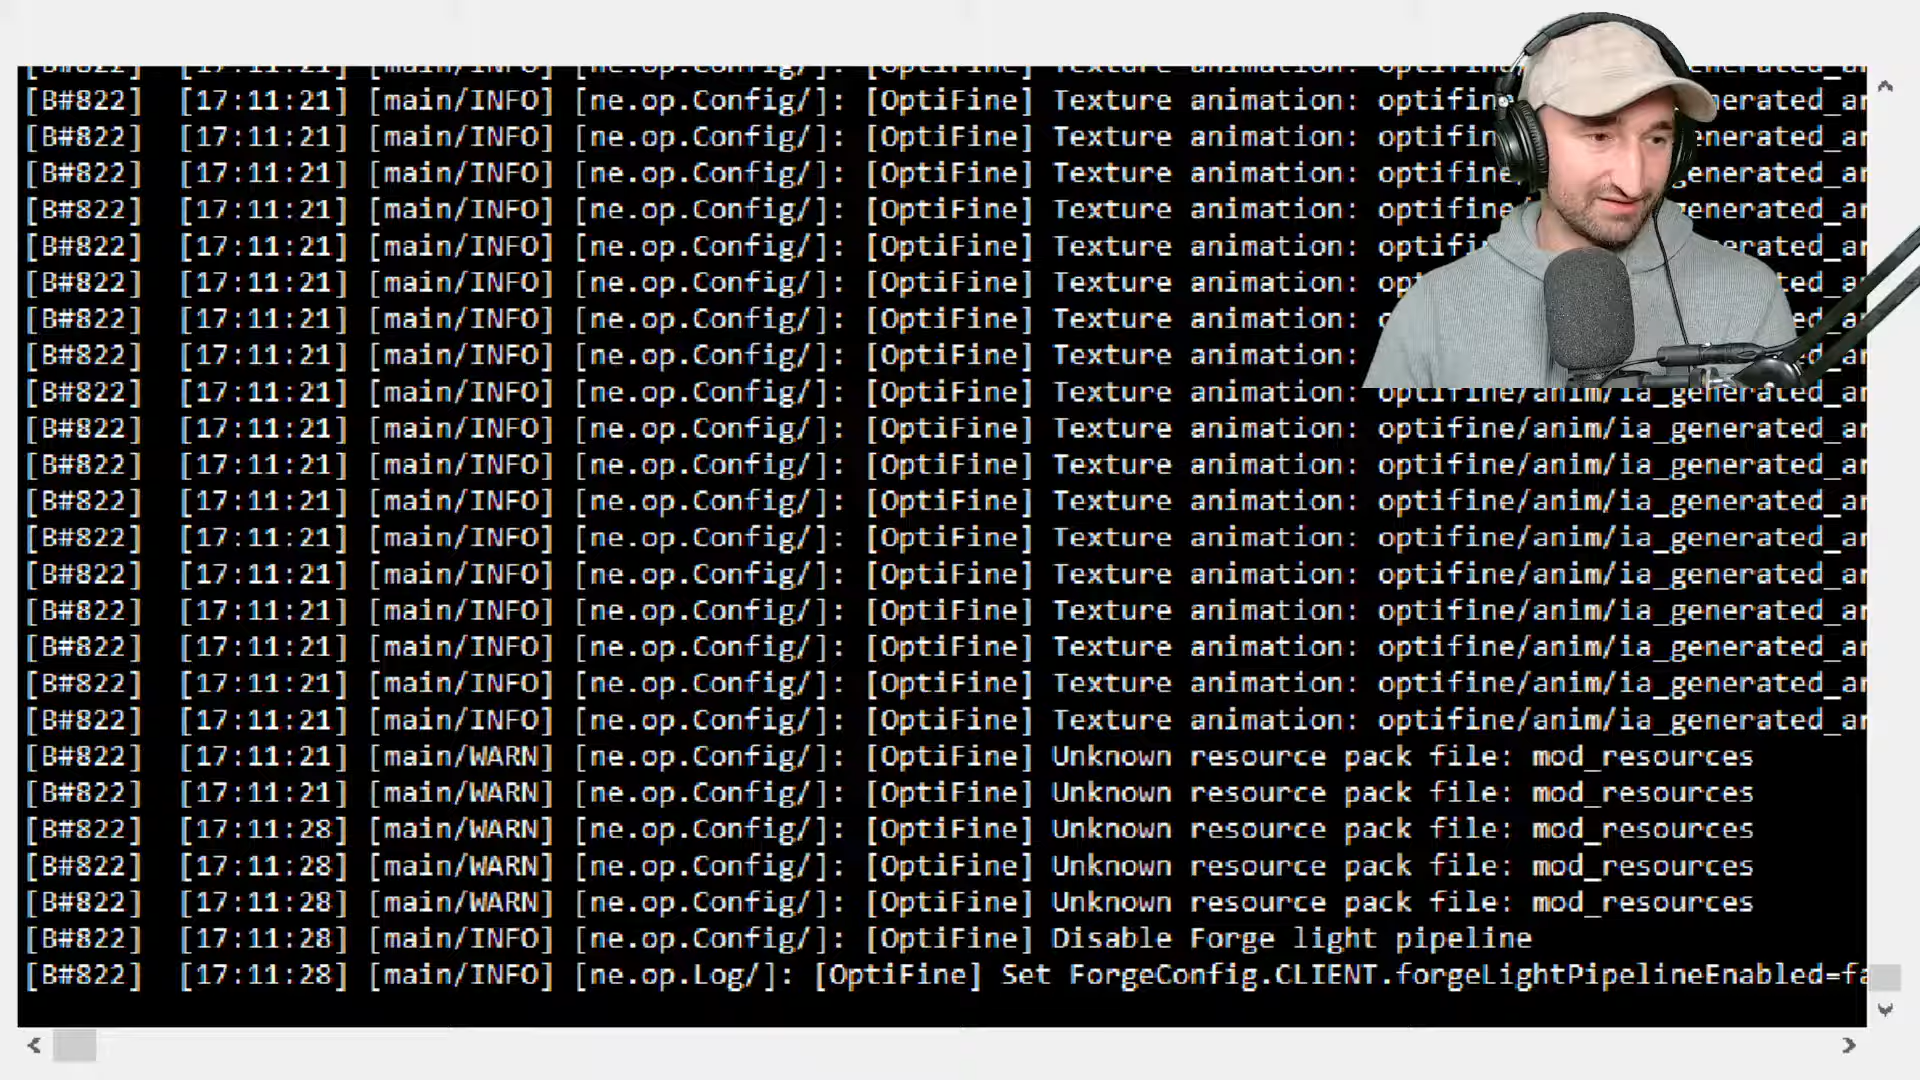 [B#822] [17:11:21] [main/INFO] [ne.op.Config/]: [OptiFine] Texture animation:
[B#822] [17:11:21] [main/INFO] [ne.op.Config/]: [OptiFine] Texture animation: optifine
[B#822] [17:11:21] [main/INFO] [ne.op.Config/]: [OptiFine] Texture animation: optifine
[B#822] [17:11:21] [main/INFO] [ne.op.Config/]: [OptiFine] Texture animation: optifine
[B#822] [17:11:21] [main/INFO] [ne.op.Config/]: [OptiFine] Texture animation: optifine/
[B#822] [17:11:21] [main/INFO] [ne.op.Config/]: [OptiFine] Texture animation:
[B#822] [17:11:21] [main/INFO] [ne.op.Config/]: [OptiFine] Texture animation:
[B#822] [17:11:21] [main/INFO] [ne.op.Config/]: [OptiFine] Texture animation:
[B#822] [17:11:21] [main/INFO] [ne.op.Config/]: [OptiFine] Texture animation:
[B#822] [17:11:21] [main/INFO] [ne.op.Config/]: [OptiFine] Texture animation: optifine/anim/ia_generated_ar
[B#822] [17:11:21] [main/INFO] [ne.op.Config/]: [OptiFine] Texture animation: optifine/anim/ia_generated_ar
[B#822] [17:11:21] [main/INFO] [ne.op.Config/]: [OptiFine] Texture animation: optifine/anim/ia_generated_ar
[B#822] [17:11:21] [main/INFO] [ne.op.Config/]: [OptiFine] Texture animation: optifine/anim/ia_generated_ar
[B#822] [17:11:21] [main/INFO] [ne.op.Config/]: [OptiFine] Texture animation: optifine/anim/ia_generated_ar
[B#822] [17:11:21] [main/INFO] [ne.op.Config/]: [OptiFine] Texture animation: optifine/anim/ia_generated_ar
[B#822] [17:11:21] [main/INFO] [ne.op.Config/]: [OptiFine] Texture animation: optifine/anim/ia_generated_ar
[B#822] [17:11:21] [main/INFO] [ne.op.Config/]: [OptiFine] Texture animation: optifine/anim/ia_generated_ar
[B#822] [17:11:21] [main/INFO] [ne.op.Config/]: [OptiFine] Texture animation: optifine/anim/ia_generated_ar
[B#822] [17:11:21] [main/INFO] [ne.op.Config/]: [OptiFine] Texture animation: optifine/anim/ia_generated_ar
[B#822] [17:11:21] [main/WARN] [ne.op.Config/]: [OptiFine] Unknown resource pack file: mod_resources
[B#822] [17:11:21] [main/WARN] [ne.op.Config/]: [OptiFine] Unknown resource pack file: mod_resources
[B#822] [17:11:28] [main/WARN] [ne.op.Config/]: [OptiFine] Unknown resource pack file: mod_resources
[B#822] [17:11:28] [main/WARN] [ne.op.Config/]: [OptiFine] Unknown resource pack file: mod_resources
[B#822] [17:11:28] [main/WARN] [ne.op.Config/]: [OptiFine] Unknown resource pack file: mod_resources
[B#822] [17:11:28] [main/INFO] [ne.op.Config/]: [OptiFine] Disable Forge light pipeline
[B#822] [17:11:28] [main/INFO] [ne.op.Log/]: [OptiFine] Set ForgeConfig.CLIENT.forgeLightPipelineEnabled=fa